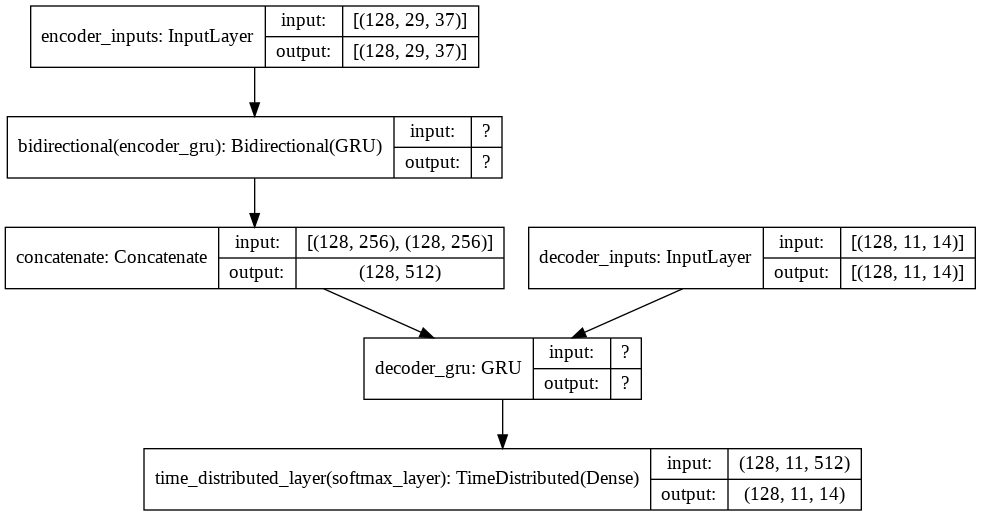 encoder_inputs: InputLayer
input: [(128, 29, 37)]
output: [(128, 29, 37)]
bidirectional(encoder_gru): Bidirectional(GRU)
input: ?
output: ?
concatenate: Concatenate
input: [(128, 256), (128, 256)]
output: (128, 512)
decoder_inputs: InputLayer
input: [(128, 11, 14)]
output: [(128, 11, 14)]
decoder_gru: GRU
input: ?
output: ?
time_distributed_layer(softmax_layer): TimeDistributed(Dense)
input: (128, 11, 512)
output: (128, 11, 14)